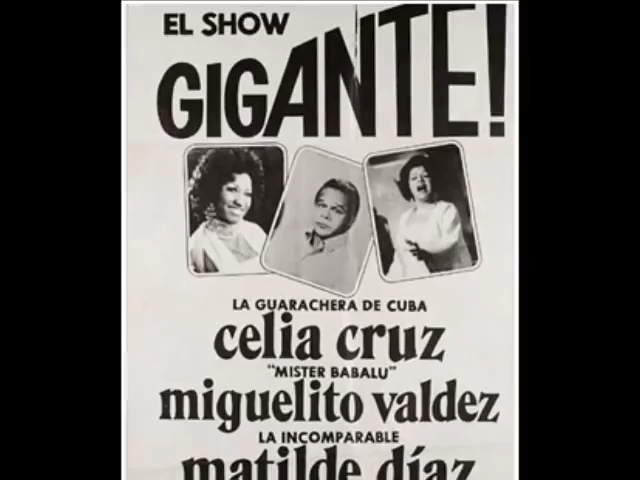 EL SHOW
GIGANTE!
LA GUARACHERA DE CUBA
celia cruz
"MISTER BABALU"
miguelito valdez
LA INCOMPARABLE
matilde díaz